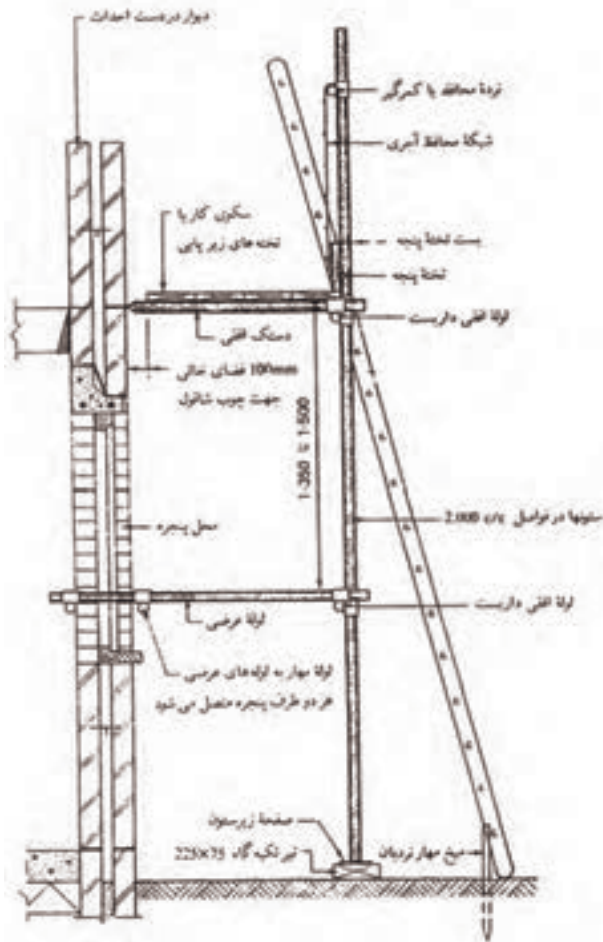 دیوار در دست احداث
نردهٔ محافظ یا کمرگیر
شبکهٔ محافظ آجری
سکوی کار یا
تخته‌های زیر پایی
بست تختهٔ پنجه
تختهٔ پنجه
لولهٔ افقی داربست
دستک افقی
100mm فضای خالی
جهت چوب شاقول
1·350 تا 1·500
ستونها در فواصل 2.000 c/c
محل پنجره
لولهٔ افقی داربست
لولهٔ عرضی
لولهٔ مهار به لوله‌های عرضی
هر دو طرف پنجره متصل می‌شود
صفحهٔ زیرستون
تیر تکیه گاه 225×75
میخ مهار نردبان